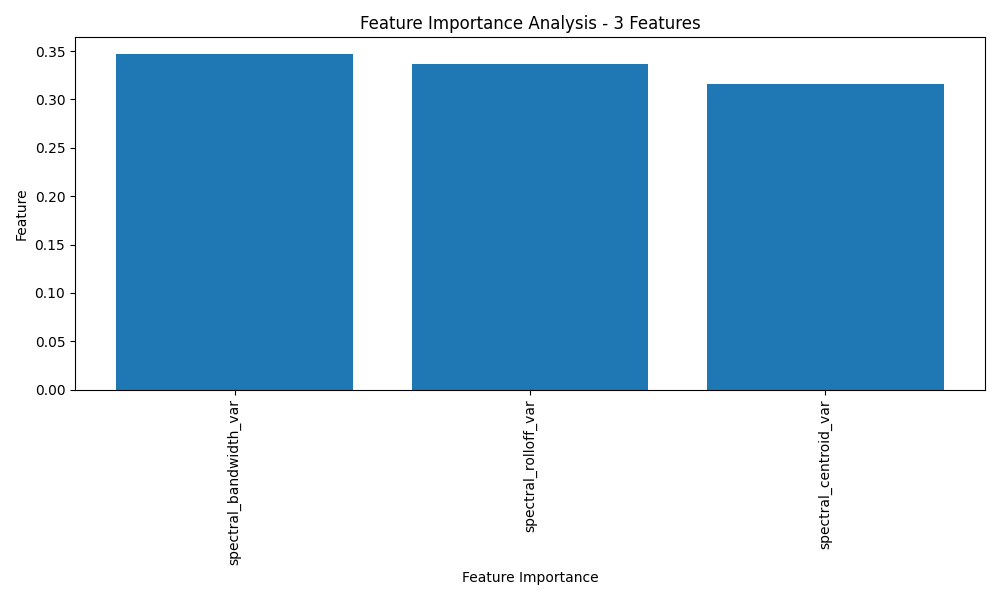 Feature Importance Analysis - 3 Features
Feature
0.35
0.30
0.25
0.20
0.15
0.10
0.05
0.00
spectral_bandwidth_var
spectral_rolloff_var
spectral_centroid_var
Feature Importance